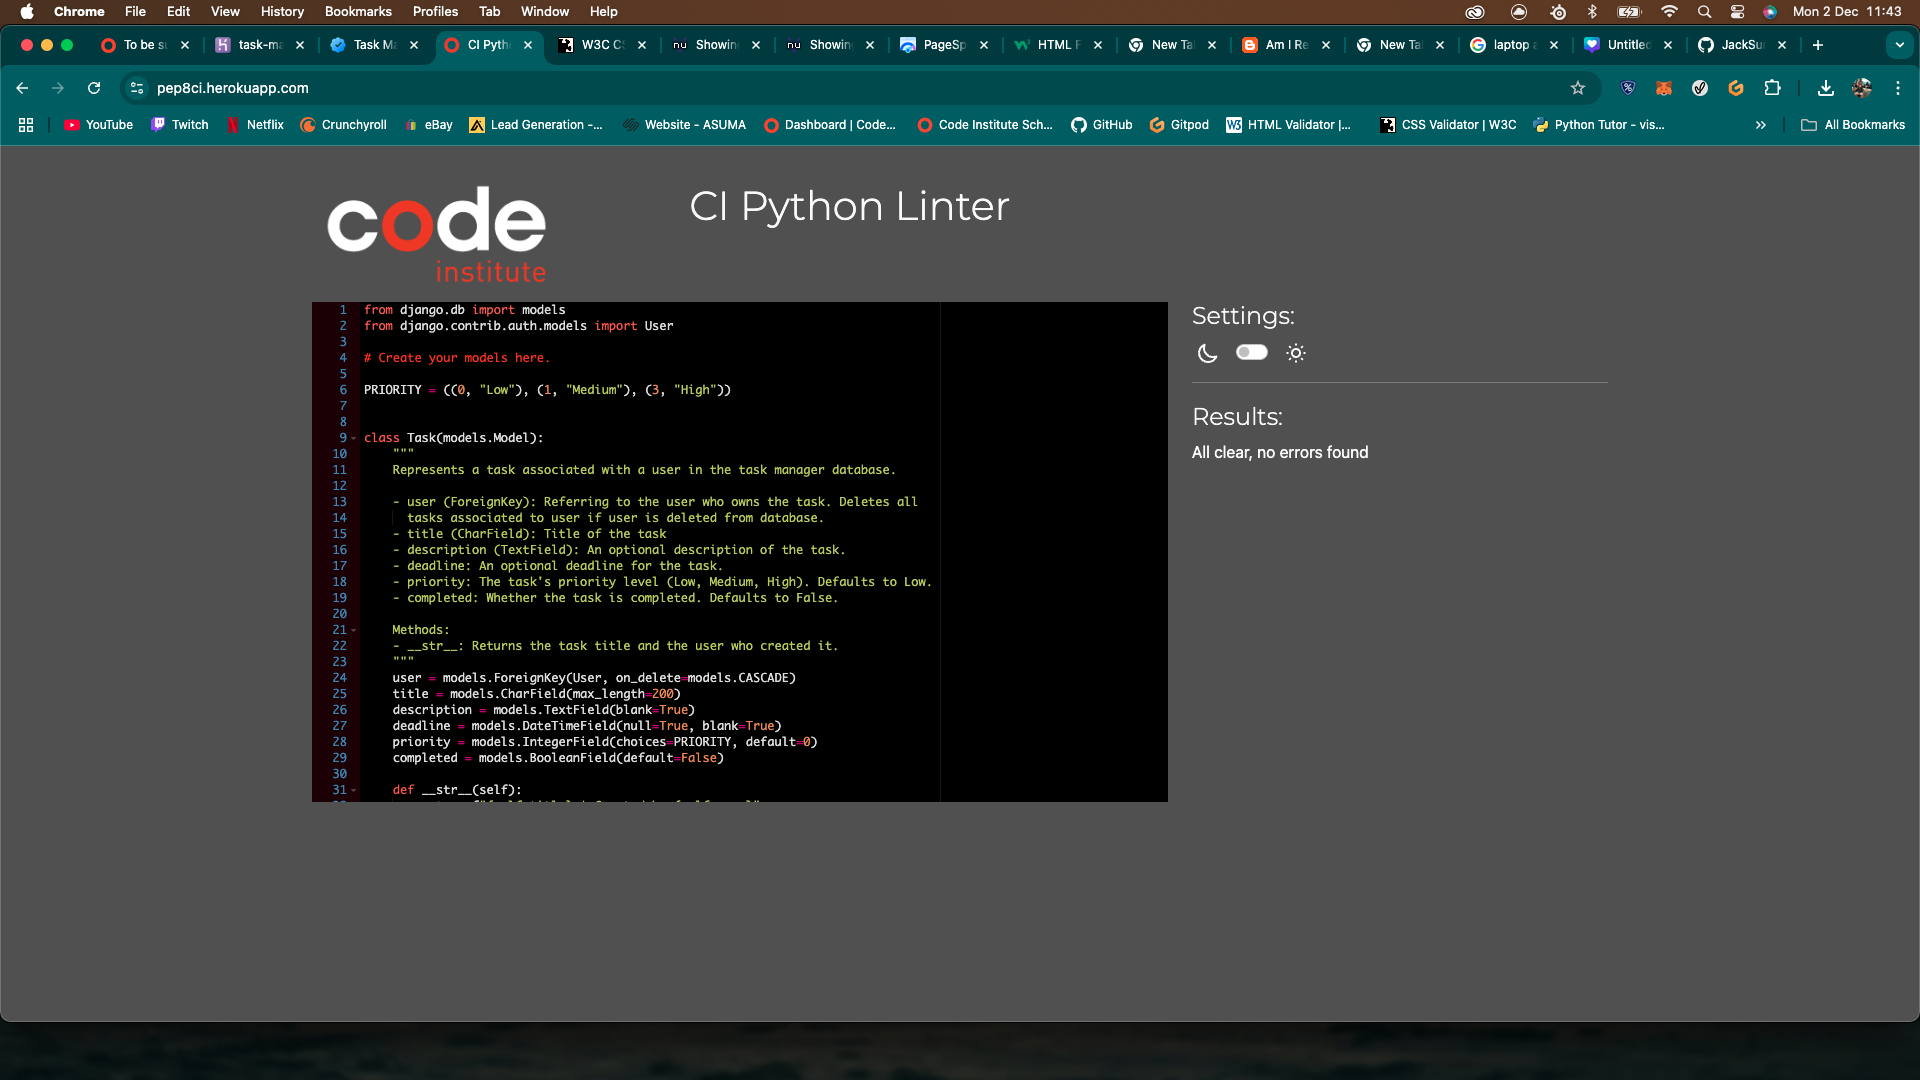 Chrome File Edit View History Bookmarks Profiles Tab Window Help Mon 2 Dec 11:43
To be su task-ma Task Ma CI Pytho W3C CS Showing Showing PageSp HTML F New Tab Am I Re New Tab laptop a Untitled JackSu
pep8ci.herokuapp.com
YouTube Twitch Netflix Crunchyroll eBay Lead Generation -... Website - ASUMA Dashboard | Code... Code Institute Sch... GitHub Gitpod HTML Validator |... CSS Validator | W3C Python Tutor - vis... » All Bookmarks
code
institute
CI Python Linter
1 from django.db import models
2 from django.contrib.auth.models import User
3
4 # Create your models here.
5
6 PRIORITY = ((0, "Low"), (1, "Medium"), (3, "High"))
7
8
9 class Task(models.Model):
10 """
11 Represents a task associated with a user in the task manager database.
12
13 - user (ForeignKey): Referring to the user who owns the task. Deletes all
14 tasks associated to user if user is deleted from database.
15 - title (CharField): Title of the task
16 - description (TextField): An optional description of the task.
17 - deadline: An optional deadline for the task.
18 - priority: The task's priority level (Low, Medium, High). Defaults to Low.
19 - completed: Whether the task is completed. Defaults to False.
20
21 Methods:
22 - __str__: Returns the task title and the user who created it.
23 """
24 user = models.ForeignKey(User, on_delete=models.CASCADE)
25 title = models.CharField(max_length=200)
26 description = models.TextField(blank=True)
27 deadline = models.DateTimeField(null=True, blank=True)
28 priority = models.IntegerField(choices=PRIORITY, default=0)
29 completed = models.BooleanField(default=False)
30
31 def __str__(self):
Settings:
Results:
All clear, no errors found